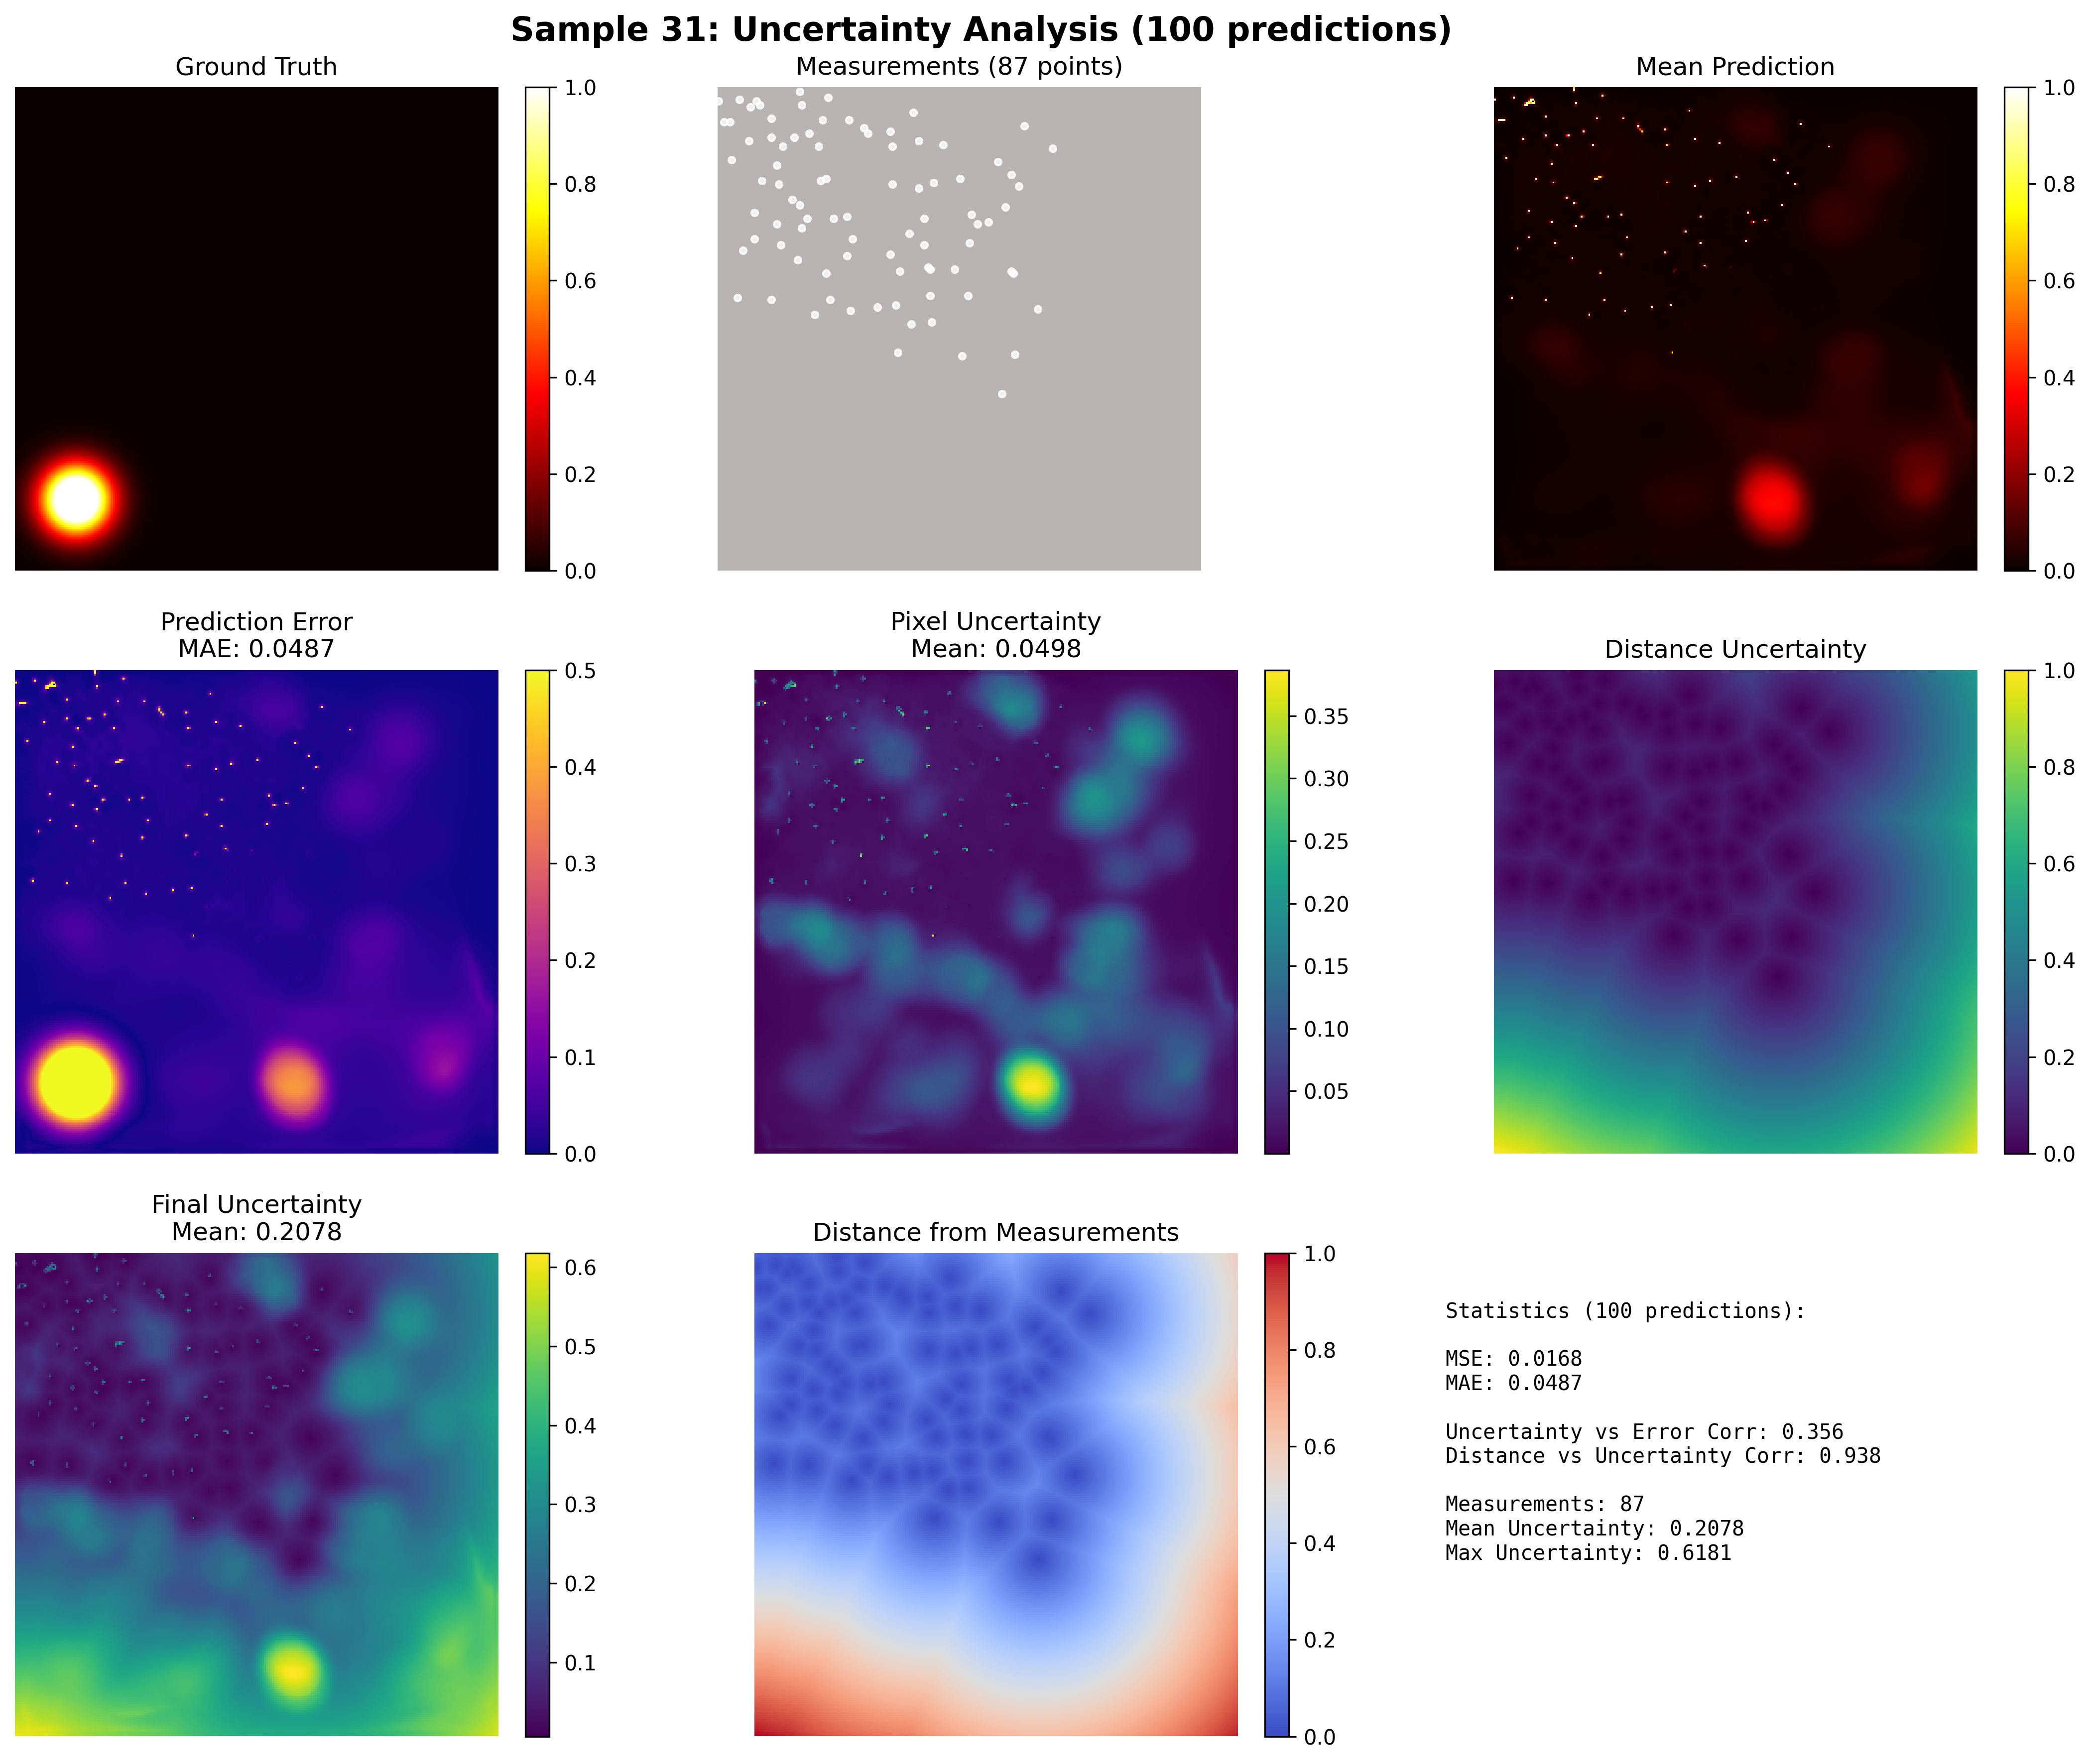 Sample 31: Uncertainty Analysis (100 predictions)
Ground Truth
1.0
0.8
0.6
0.4
0.2
0.0
Measurements (87 points)
Mean Prediction
1.0
0.8
0.6
0.4
0.2
0.0
Prediction Error
MAE: 0.0487
0.5
0.4
0.3
0.2
0.1
0.0
Pixel Uncertainty
Mean: 0.0498
0.35
0.30
0.25
0.20
0.15
0.10
0.05
Distance Uncertainty
1.0
0.8
0.6
0.4
0.2
0.0
Final Uncertainty
Mean: 0.2078
0.6
0.5
0.4
0.3
0.2
0.1
Distance from Measurements
1.0
0.8
0.6
0.4
0.2
0.0
Statistics (100 predictions):
MSE: 0.0168
MAE: 0.0487
Uncertainty vs Error Corr: 0.356
Distance vs Uncertainty Corr: 0.938
Measurements: 87
Mean Uncertainty: 0.2078
Max Uncertainty: 0.6181